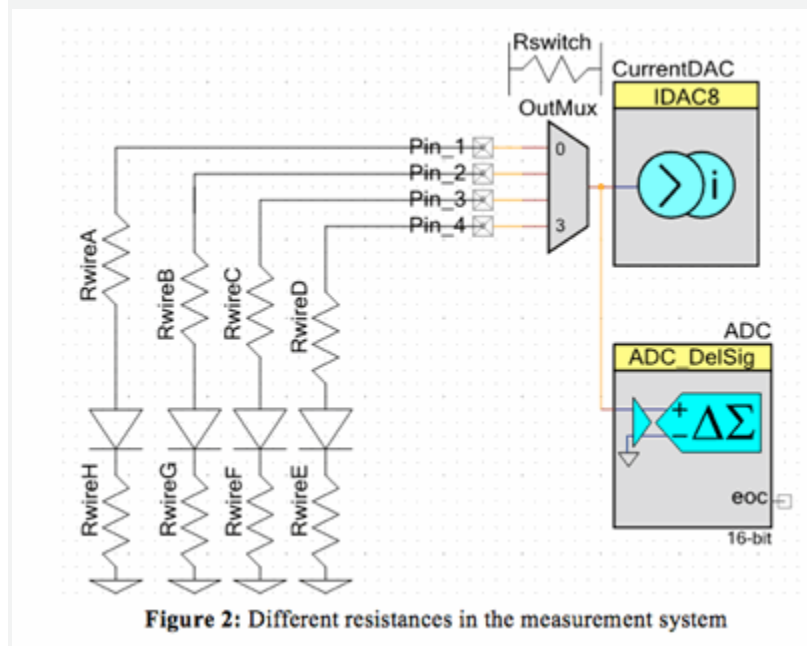 Rswitch
CurrentDAC
IDAC8
OutMux
Pin_1
0
Pin_2
Pin_3
Pin_4
3
i
RwireA
RwireB
RwireC
RwireD
ADC
ADC_DelSig
+
ΔΣ
-
RwireH
RwireG
RwireF
RwireE
eoc
16-bit
Figure 2: Different resistances in the measurement system